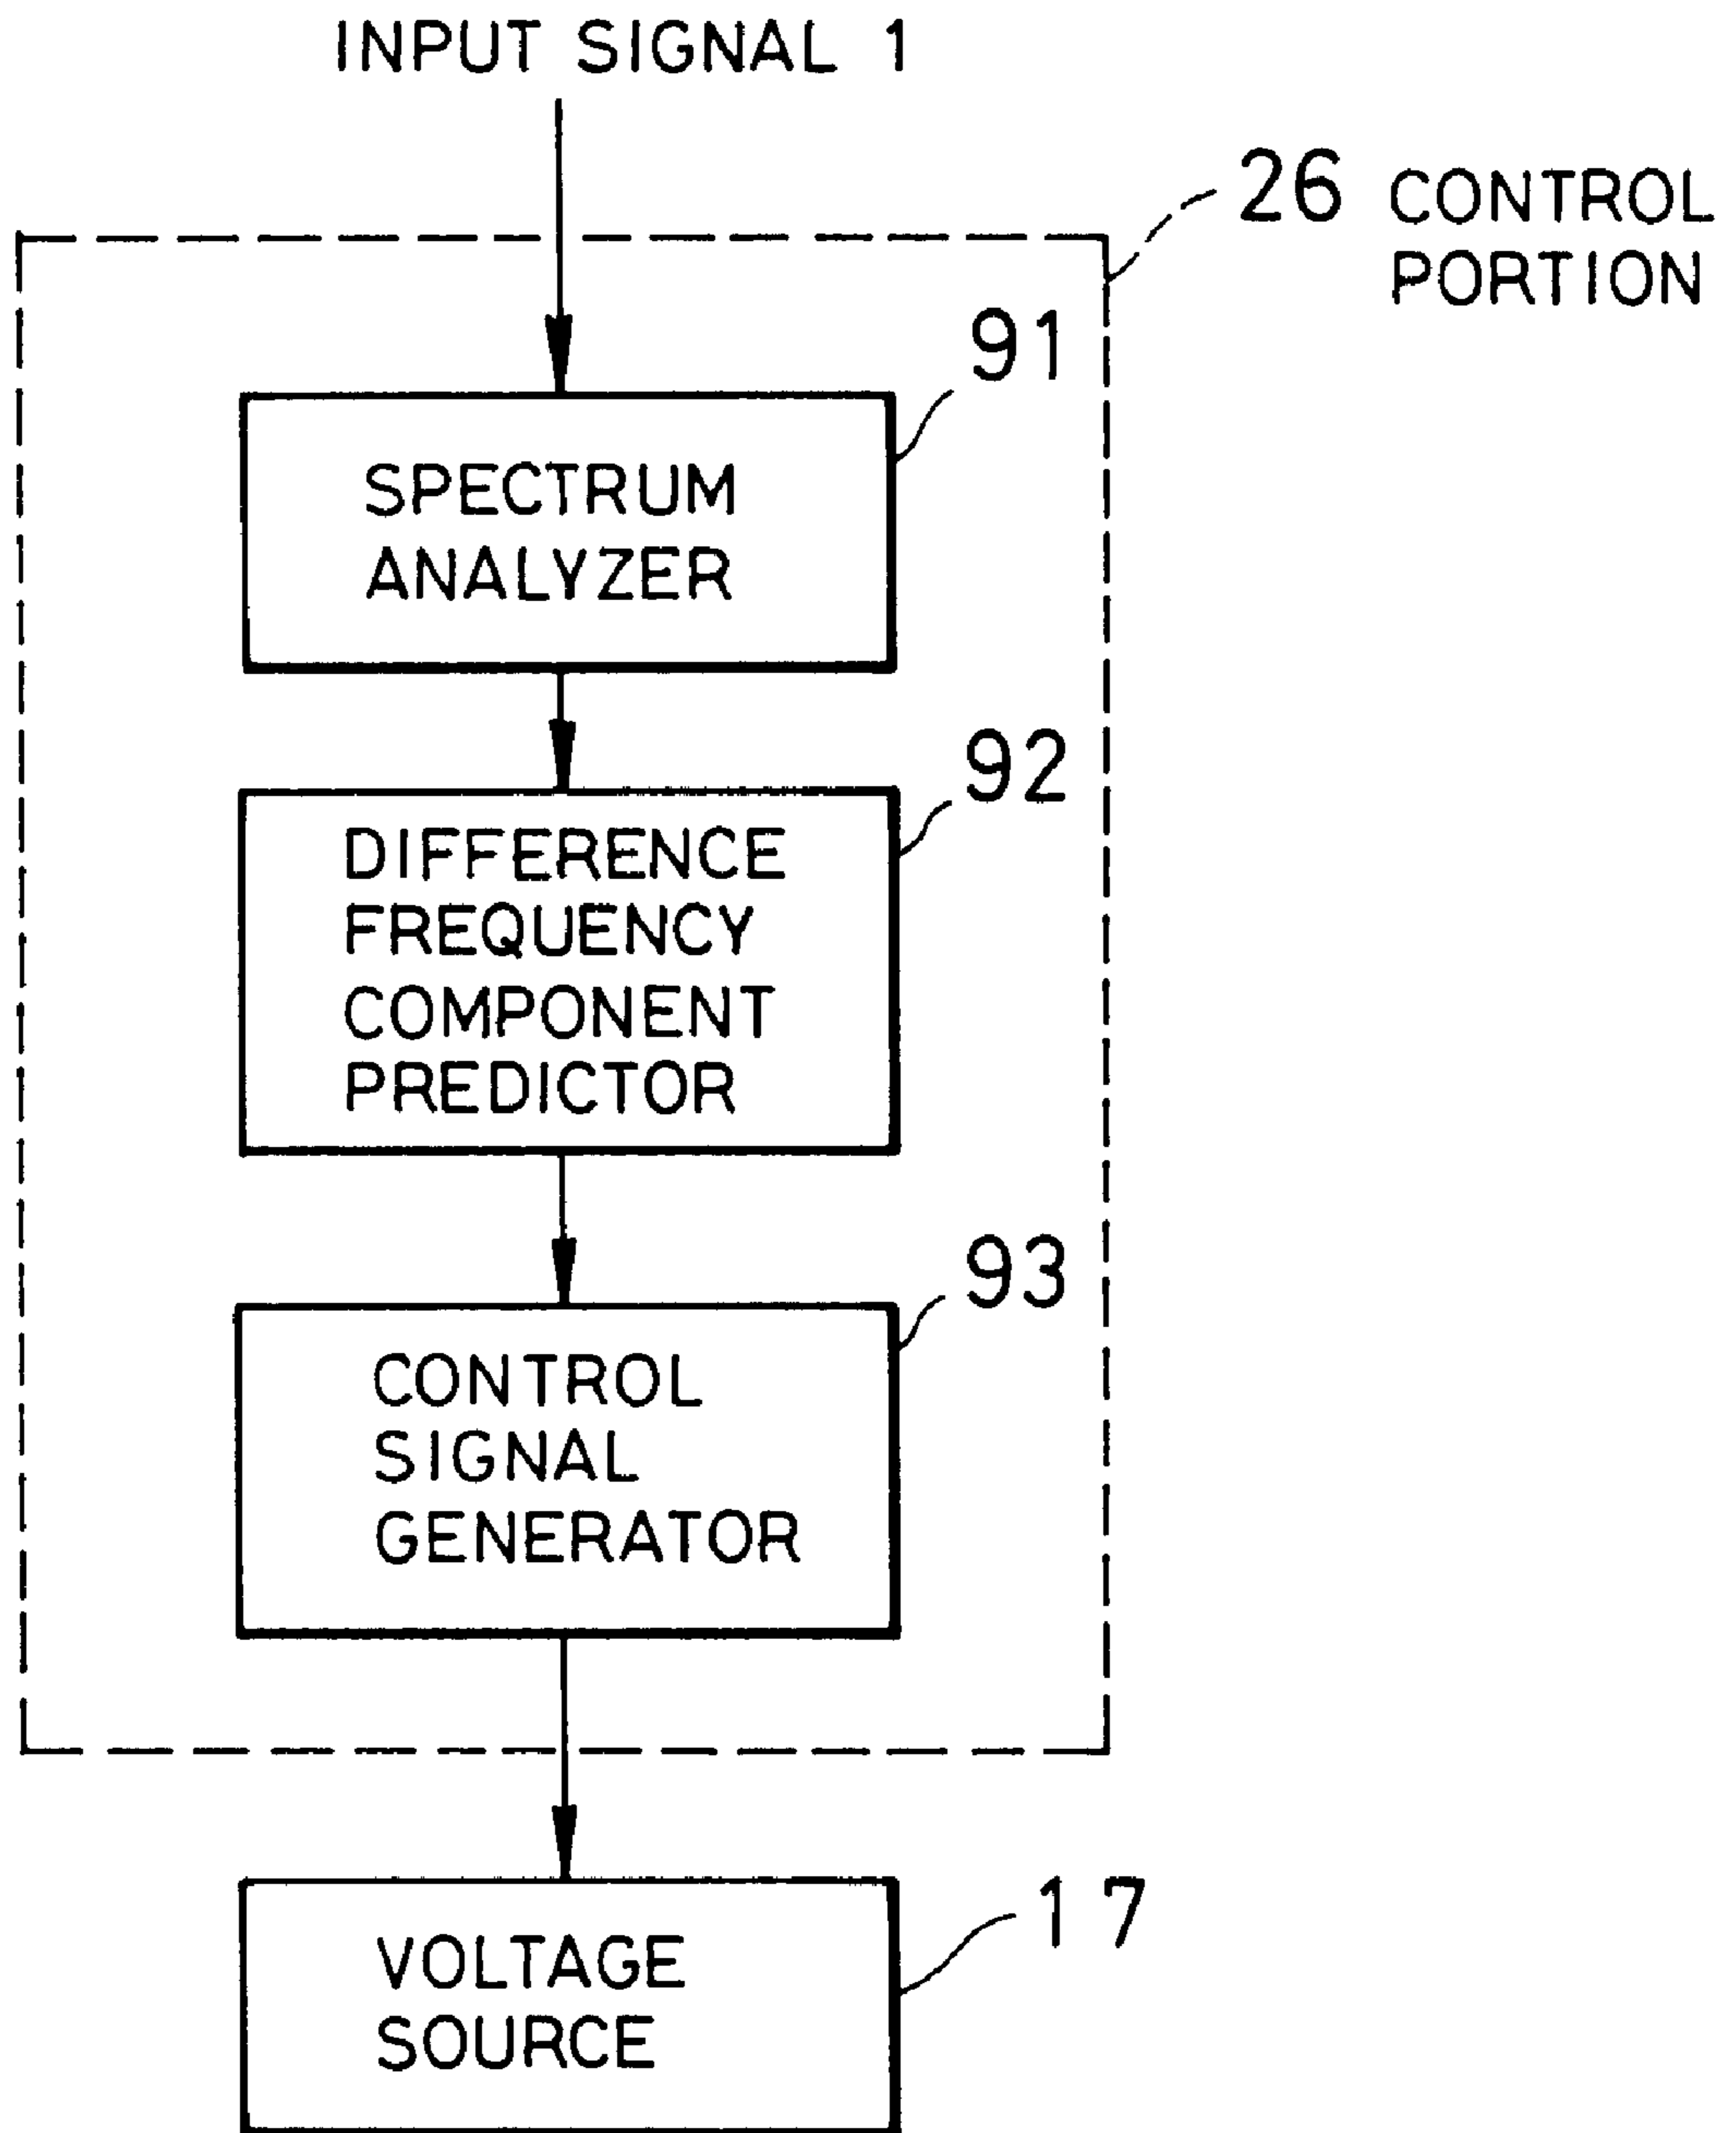 INPUT SIGNAL 1
26 CONTROL
PORTION
91
SPECTRUM
ANALYZER
92
DIFFERENCE
FREQUENCY
COMPONENT
PREDICTOR
93
CONTROL
SIGNAL
GENERATOR
17
VOLTAGE
SOURCE